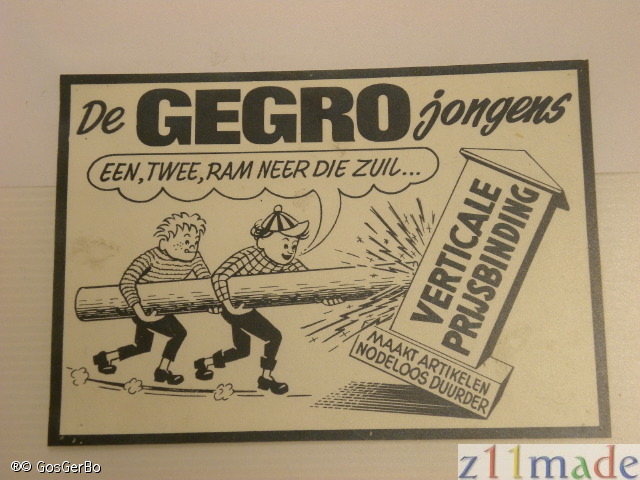 De GEGRO jongens
EEN, TWEE, RAM NEER DIE ZUIL...
VERTICALE
PRIJSBINDING
MAAKT ARTIKELEN
NODELOOS DUURDER
®© GosGerBo
z11made